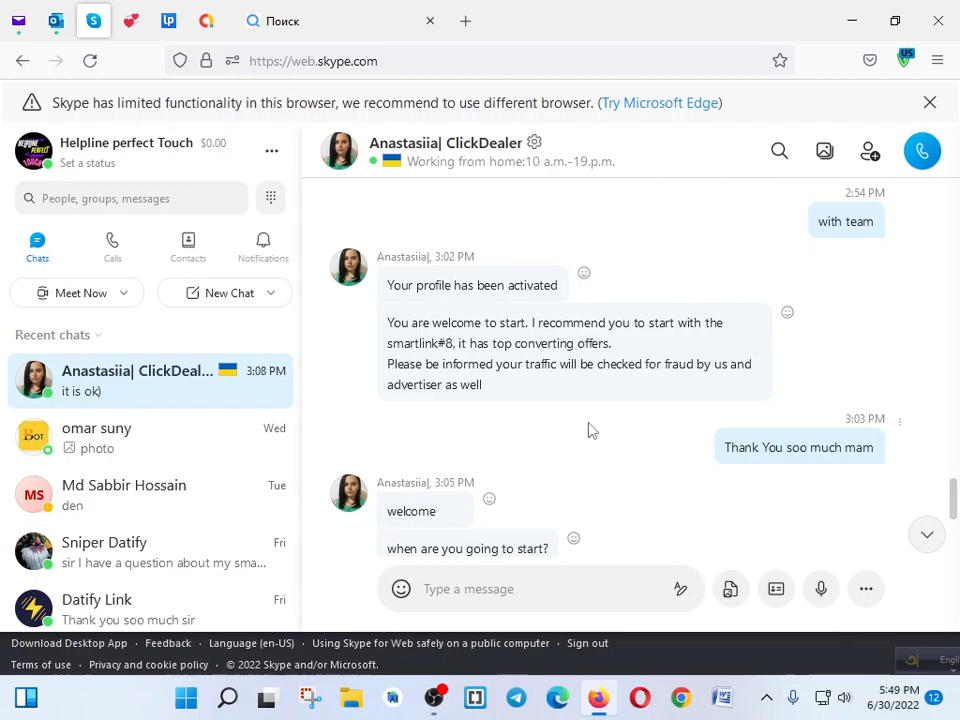 Поиск
https://web.skype.com
US
Skype has limited functionality in this browser, we recommend to use different browser. (Try Microsoft Edge)
Helpline perfect Touch $0.00
Set a status
People, groups, messages
Chats
Calls
Contacts
Notifications
Meet Now
New Chat
Recent chats
Anastasiia| ClickDeal... 3:08 PM
it is ok)
BOT
omar suny Wed
photo
MS
Md Sabbir Hossain Tue
den
Sniper Datify Fri
sir I have a question about my sma...
Datify Link Fri
Thank you soo much sir
Anastasiia| ClickDealer
Working from home:10 a.m.-19.p.m.
2:54 PM
with team
Anastasiia|, 3:02 PM
Your profile has been activated
You are welcome to start. I recommend you to start with the
smartlink#8, it has top converting offers.
Please be informed your traffic will be checked for fraud by us and
advertiser as well
3:03 PM
Thank You soo much mam
Anastasiia|, 3:05 PM
welcome
when are you going to start?
Type a message
Download Desktop App Feedback Language (en-US) Using Skype for Web safely on a public computer Sign out
Terms of use Privacy and cookie policy © 2022 Skype and/or Microsoft.
Engli
5:49 PM
6/30/2022
12